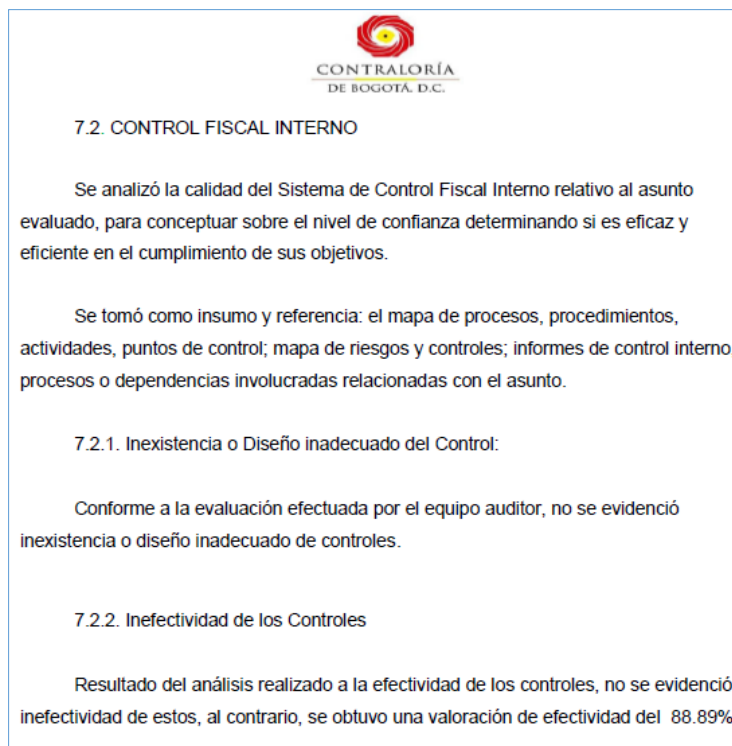 CONTRALORÍA
DE BOGOTÁ, D.C.
7.2. CONTROL FISCAL INTERNO
Se analizó la calidad del Sistema de Control Fiscal Interno relativo al asunto
evaluado, para conceptuar sobre el nivel de confianza determinando si es eficaz y
eficiente en el cumplimiento de sus objetivos.
Se tomó como insumo y referencia: el mapa de procesos, procedimientos,
actividades, puntos de control; mapa de riesgos y controles; informes de control interno
procesos o dependencias involucradas relacionadas con el asunto.
7.2.1. Inexistencia o Diseño inadecuado del Control:
Conforme a la evaluación efectuada por el equipo auditor, no se evidenció
inexistencia o diseño inadecuado de controles.
7.2.2. Inefectividad de los Controles
Resultado del análisis realizado a la efectividad de los controles, no se evidenció
inefectividad de estos, al contrario, se obtuvo una valoración de efectividad del 88.89%